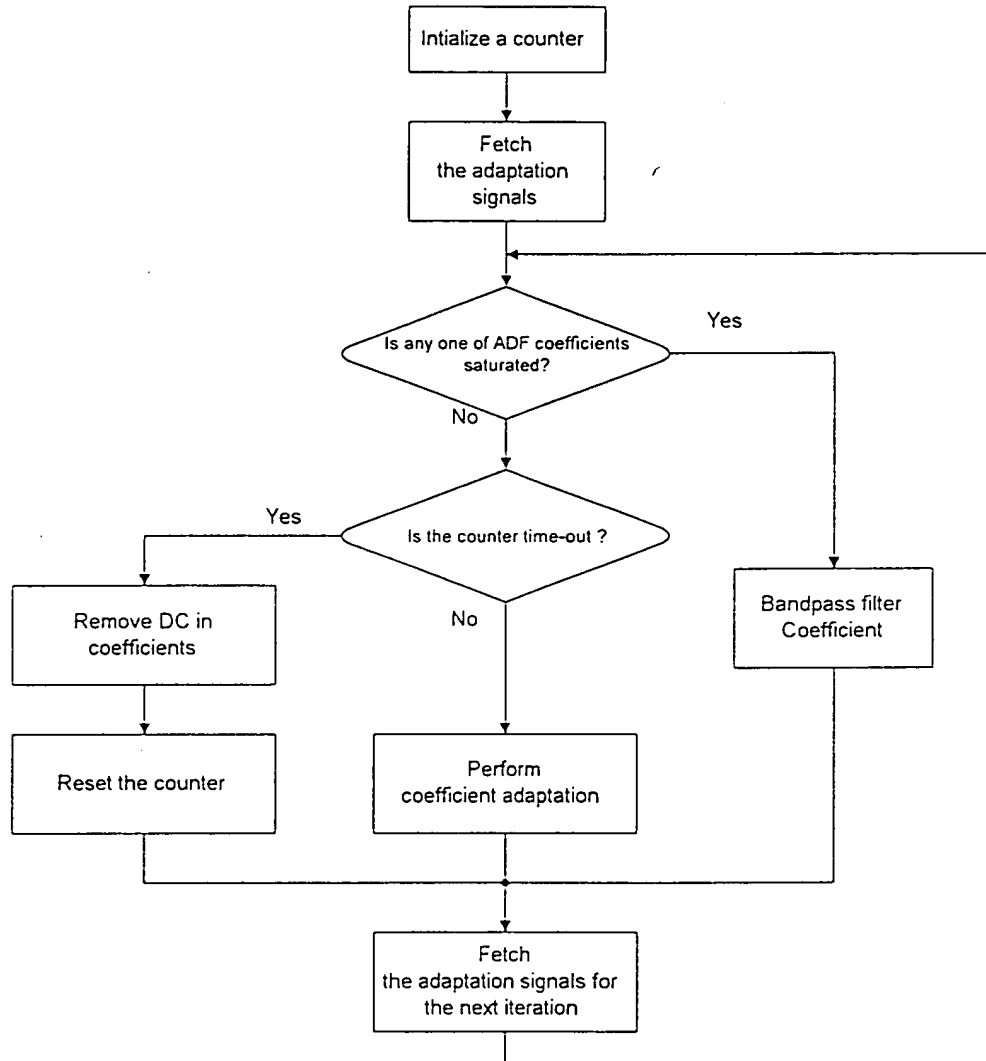 Intialize a counter
Fetch
the adaptation
signals
Is any one of ADF coefficients
saturated?
Yes
No
Is the counter time-out ?
Yes
No
Remove DC in
coefficients
Bandpass filter
Coefficient
Reset the counter
Perform
coefficient adaptation
Fetch
the adaptation signals for
the next iteration